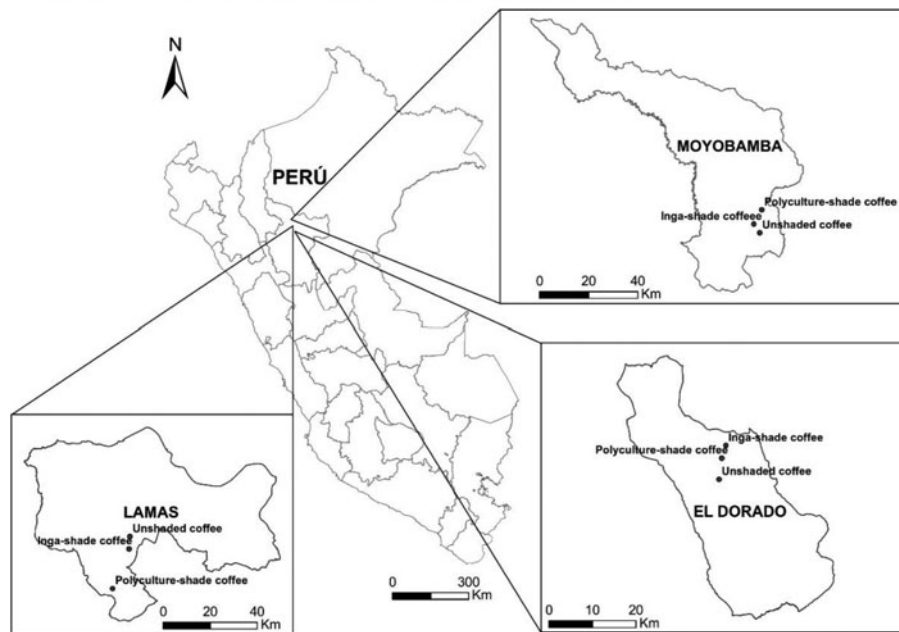 N
PERÚ
MOYOBAMBA
Polyculture-shade coffee
Inga-shade coffeee
Unshaded coffee
0 20 40
Km
Inga-shade coffee
Polyculture-shade coffee
Unshaded coffee
EL DORADO
0 10 20
Km
LAMAS
Unshaded coffee
Inga-shade coffee
Polyculture-shade coffee
0 20 40
Km
0 300
Km